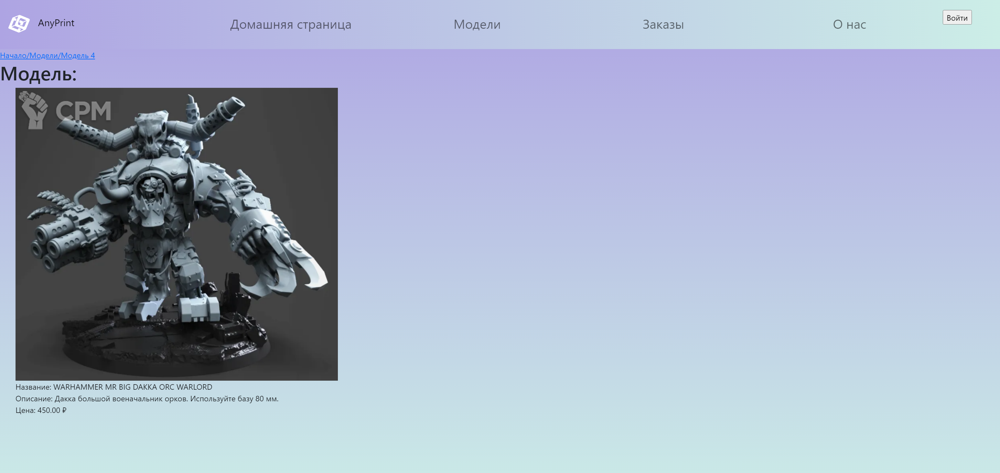 AnyPrint
Домашняя страница
Модели
Заказы
О нас
Войти
Начало/Модели/Модель 4
Модель:
CPM
Название: WARHAMMER MR BIG DAKKA ORC WARLORD
Описание: Дакка большой военачальник орков. Используйте базу 80 мм.
Цена: 450.00 ₽